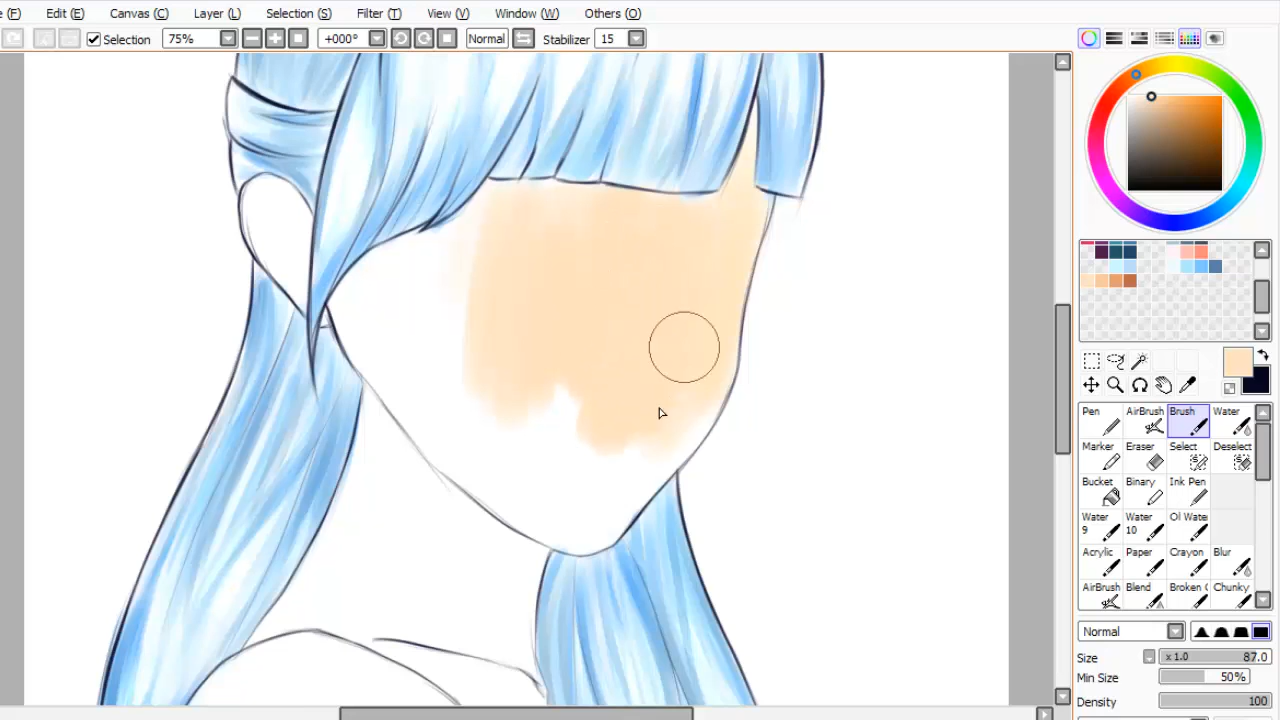 (F) Edit (E) Canvas (C) Layer (L) Selection (S) Filter (T) View (V) Window (W) Others (O)
Selection 75% +000° Normal Stabilizer 15
Pen AirBrush Brush Water
Marker Eraser Select Deselect
Bucket Binary Ink Pen
Water 9 Water 10 Ol Water
Acrylic Paper Crayon Blur
AirBrush Blend Broken Chunky
Normal
Size x 1.0 87.0
Min Size 50%
Density 100